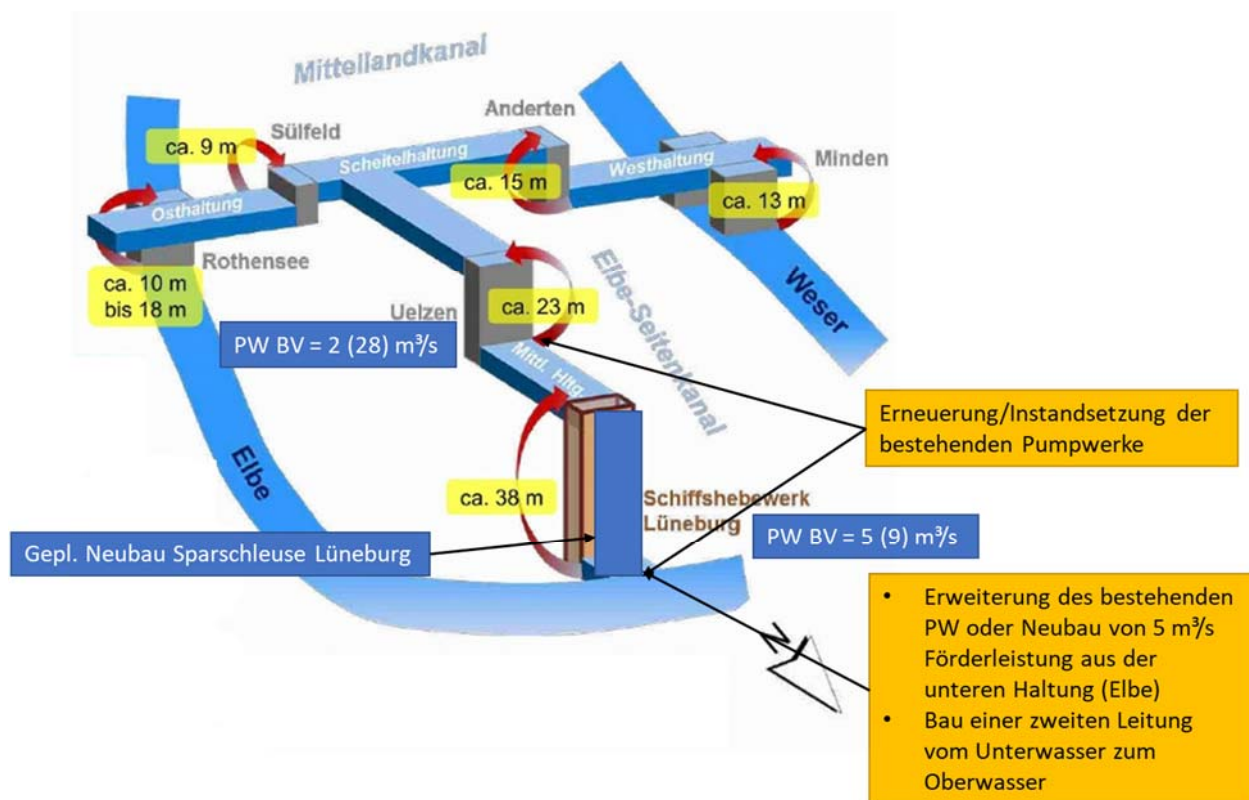 Mittellandkanal
Anderten
Sülfeld
ca. 9 m
Scheitelhaltung
Westhaltung
Minden
ca. 15 m
ca. 13 m
Osthaltung
Rothensee
ca. 10 m
bis 18 m
Uelzen
ca. 23 m
Elbe-Seitenkanal
Weser
PW BV = 2 (28) m³/s
Mittl. Hltg.
Erneuerung/Instandsetzung der
bestehenden Pumpwerke
Elbe
ca. 38 m
Schiffshebewerk
Lüneburg
PW BV = 5 (9) m³/s
Gepl. Neubau Sparschleuse Lüneburg
N
• Erweiterung des bestehenden
PW oder Neubau von 5 m³/s
Förderleistung aus der
unteren Haltung (Elbe)
• Bau einer zweiten Leitung
vom Unterwasser zum
Oberwasser